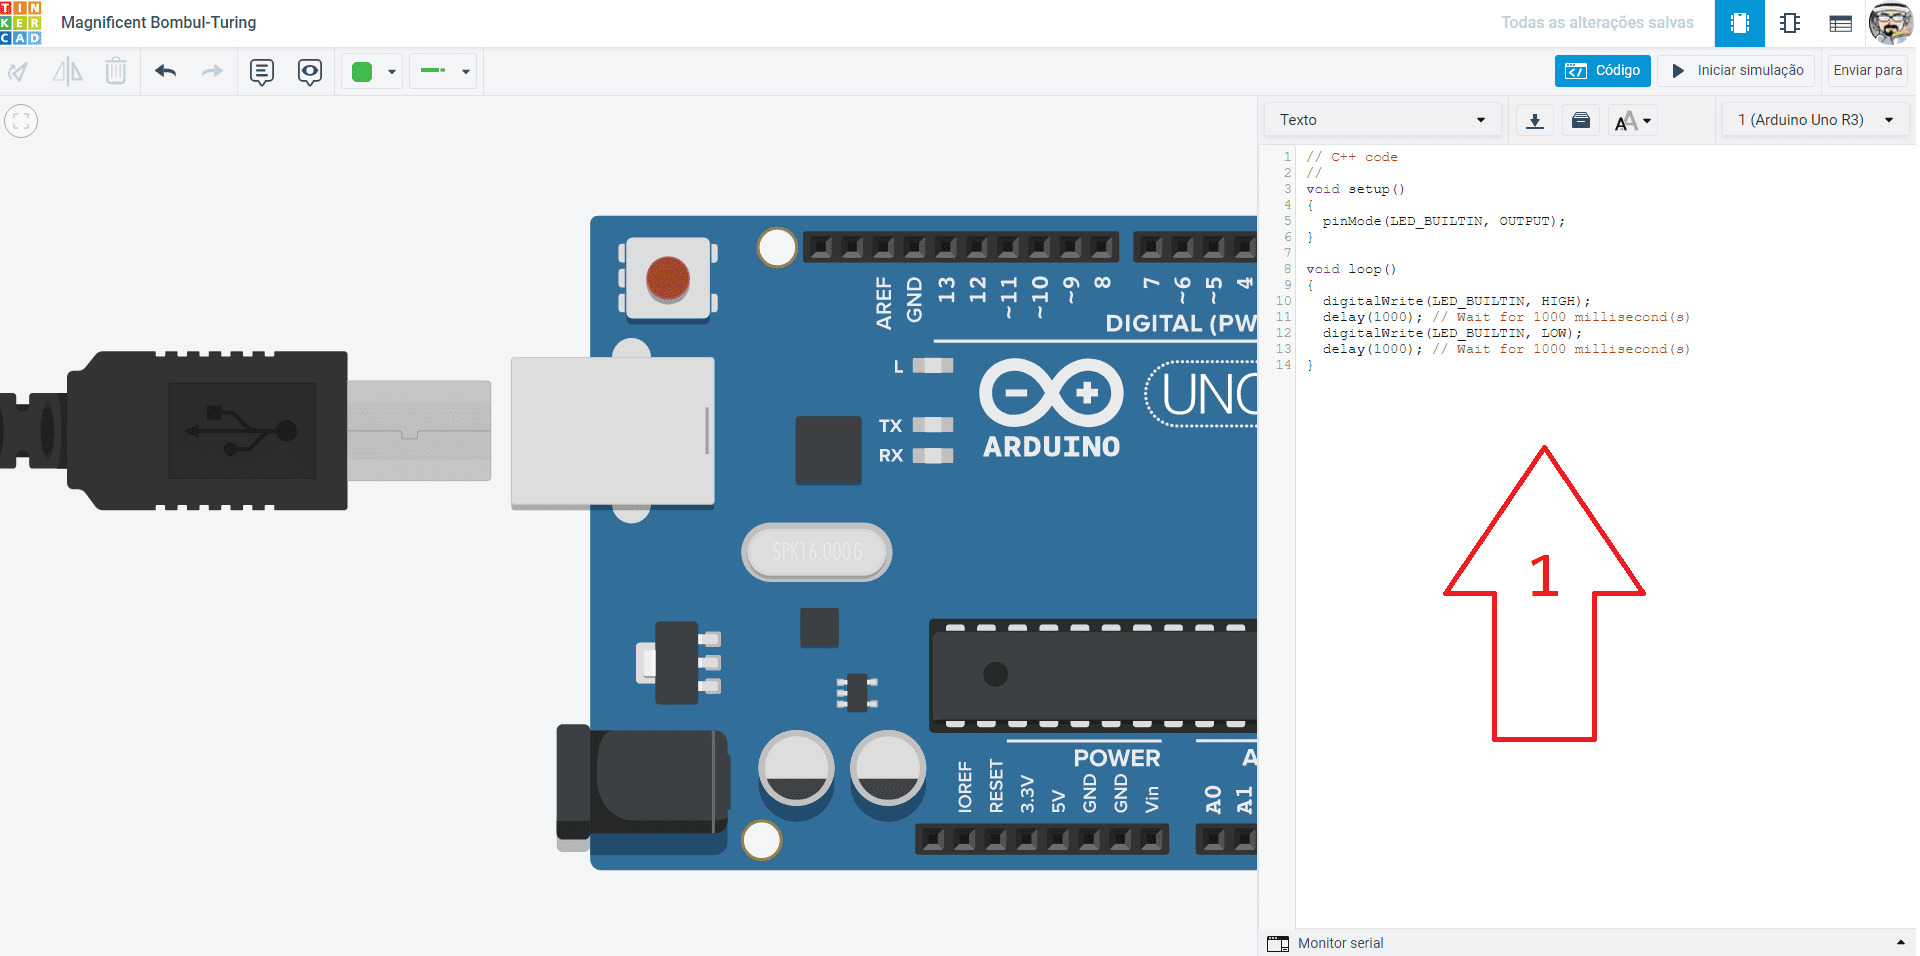 TIN
KER
CAD
Magnificent Bombul-Turing
Todas as alterações salvas
Código
Iniciar simulação
Enviar para
Texto
1 (Arduino Uno R3)
1 // C++ code
2 //
3 void setup()
4 {
5 pinMode(LED_BUILTIN, OUTPUT);
6 }
7
8 void loop()
9 {
10 digitalWrite(LED_BUILTIN, HIGH);
11 delay(1000); // Wait for 1000 millisecond(s)
12 digitalWrite(LED_BUILTIN, LOW);
13 delay(1000); // Wait for 1000 millisecond(s)
14 }
1
AREF
GND
13
12
~11
~10
~9
8
7
~6
~5
4
DIGITAL (PW
L
TX
RX
UNO
ARDUINO
SPK16.000G
POWER
A
IOREF
RESET
3.3V
5V
GND
GND
Vin
A0
A1
Monitor serial